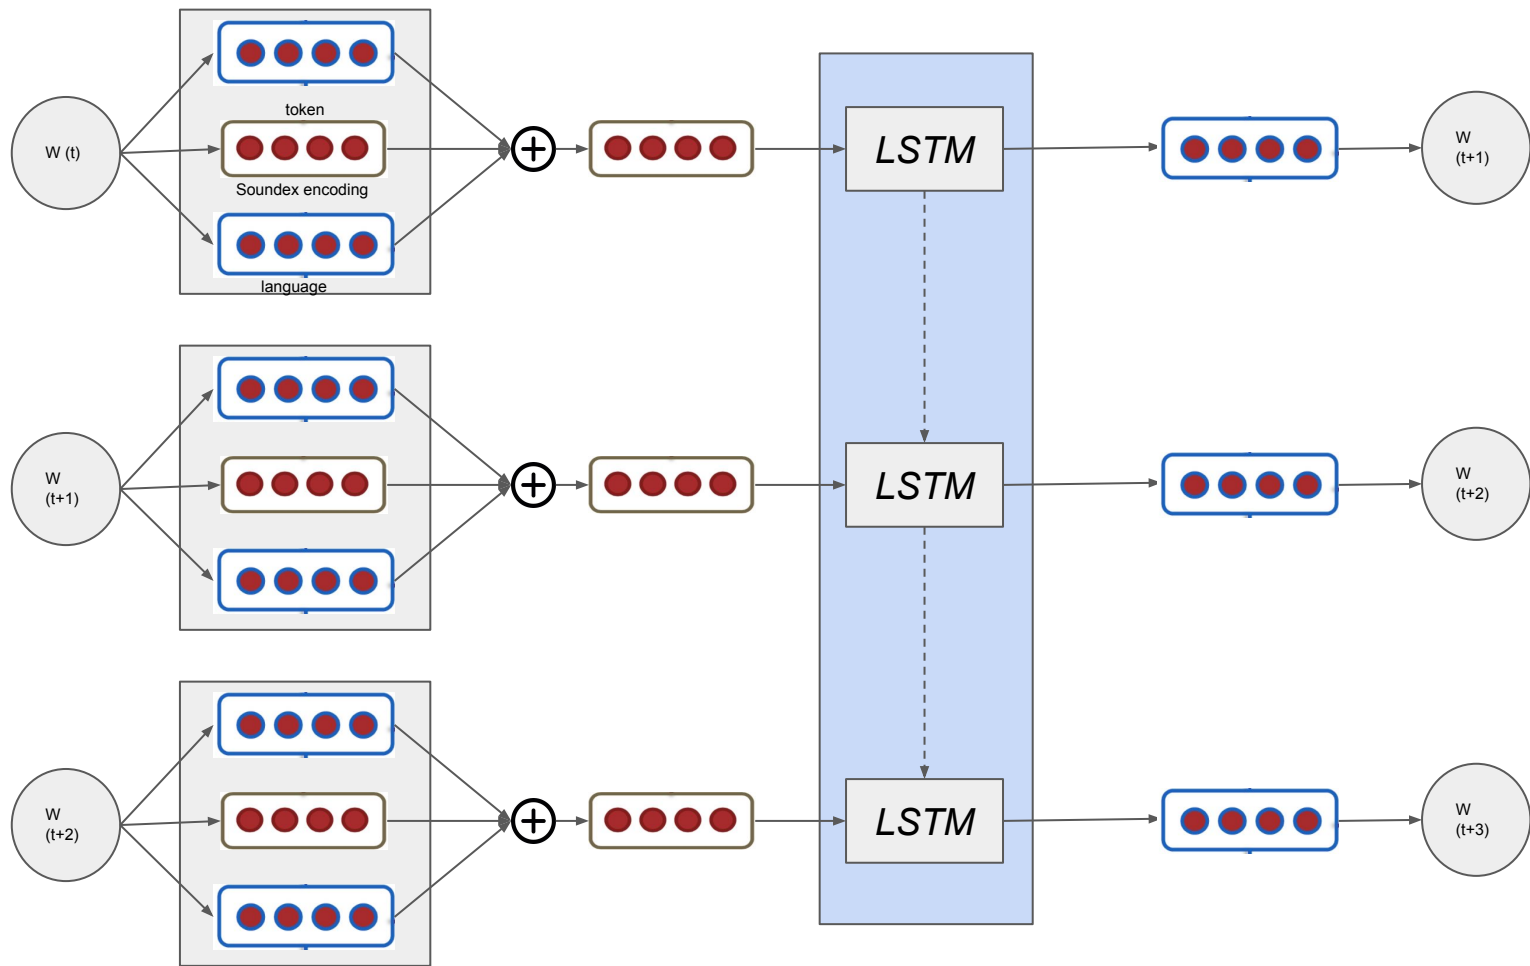 W (t)
token
Soundex encoding
language
LSTM
W
(t+1)
W
(t+1)
LSTM
W
(t+2)
W
(t+2)
LSTM
W
(t+3)